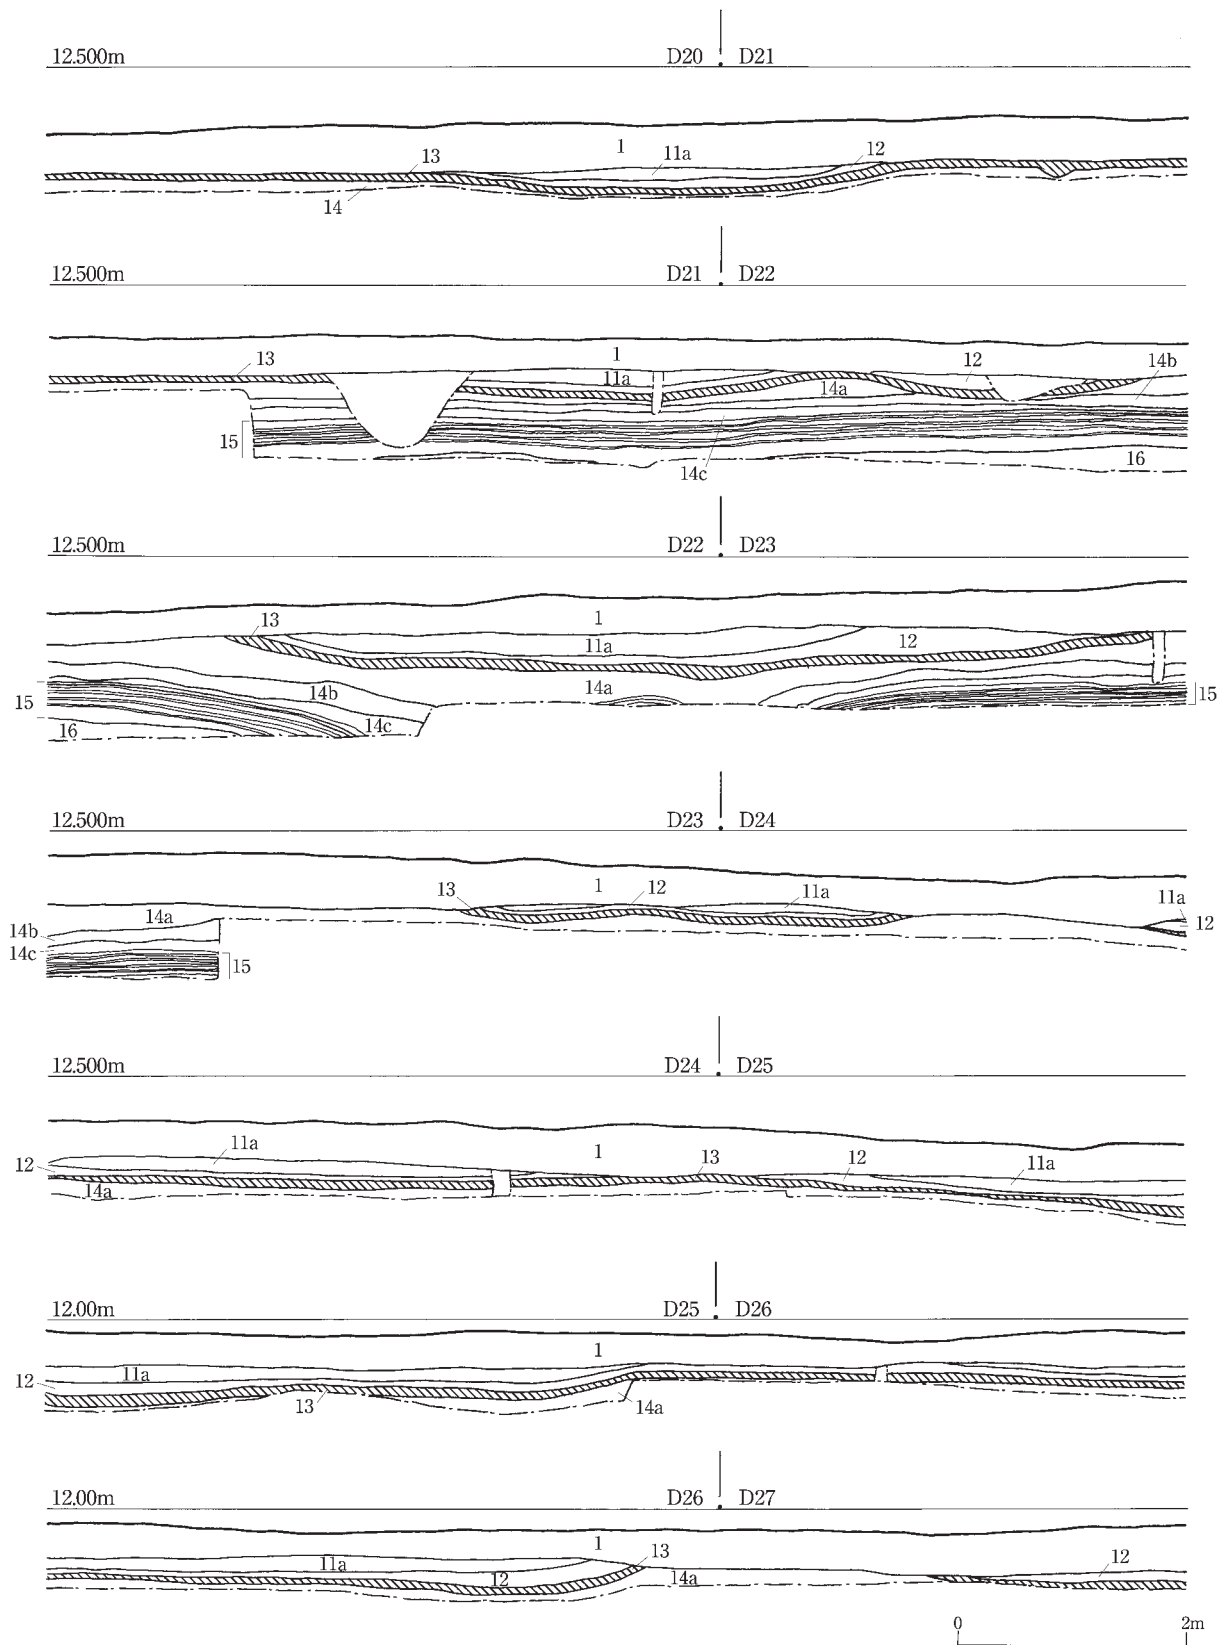 12.500m D20 D21
1
13 11a 12
14
12.500m D21 D22
13 1 12 14b
11a 14a
15
14c 16
12.500m D22 D23
13 1
11a 12
15 14b 14a 15
16 14c
12.500m D23 D24
13 1 12 11a
14a 11a
14b 12
14c
15
12.500m D24 D25
11a 1 13 12 11a
12
14a
12.00m D25 D26
1
12 11a
13 14a
12.00m D26 D27
1 13 12
11a
12 14a
0 2m